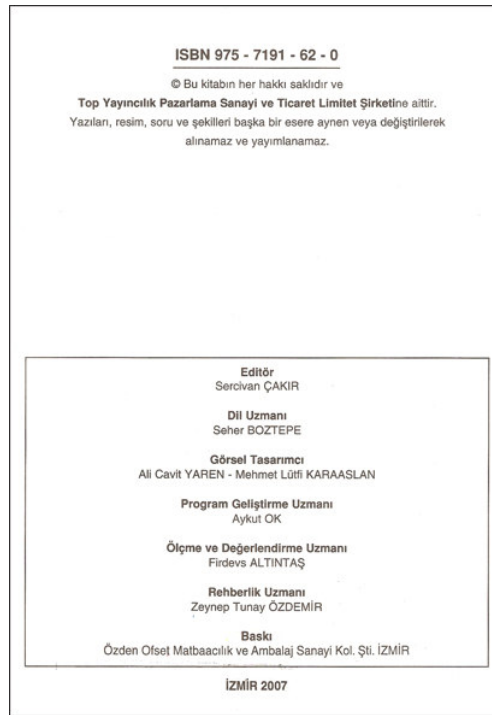 ISBN 975 - 7191 - 62 - 0
© Bu kitabın her hakkı saklıdır ve
Top Yayıncılık Pazarlama Sanayi ve Ticaret Limitet Şirketine aittir.
Yazıları, resim, soru ve şekilleri başka bir esere aynen veya değiştirilerek
alınamaz ve yayımlanamaz.
Editör
Sercivan ÇAKIR
Dil Uzmanı
Seher BOZTEPE
Görsel Tasarımcı
Ali Cavit YAREN - Mehmet Lütfi KARAASLAN
Program Geliştirme Uzmanı
Aykut OK
Ölçme ve Değerlendirme Uzmanı
Firdevs ALTINTAŞ
Rehberlik Uzmanı
Zeynep Tunay ÖZDEMİR
Baskı
Özden Ofset Matbaacılık ve Ambalaj Sanayi Kol. Şti. İZMİR
İZMİR 2007